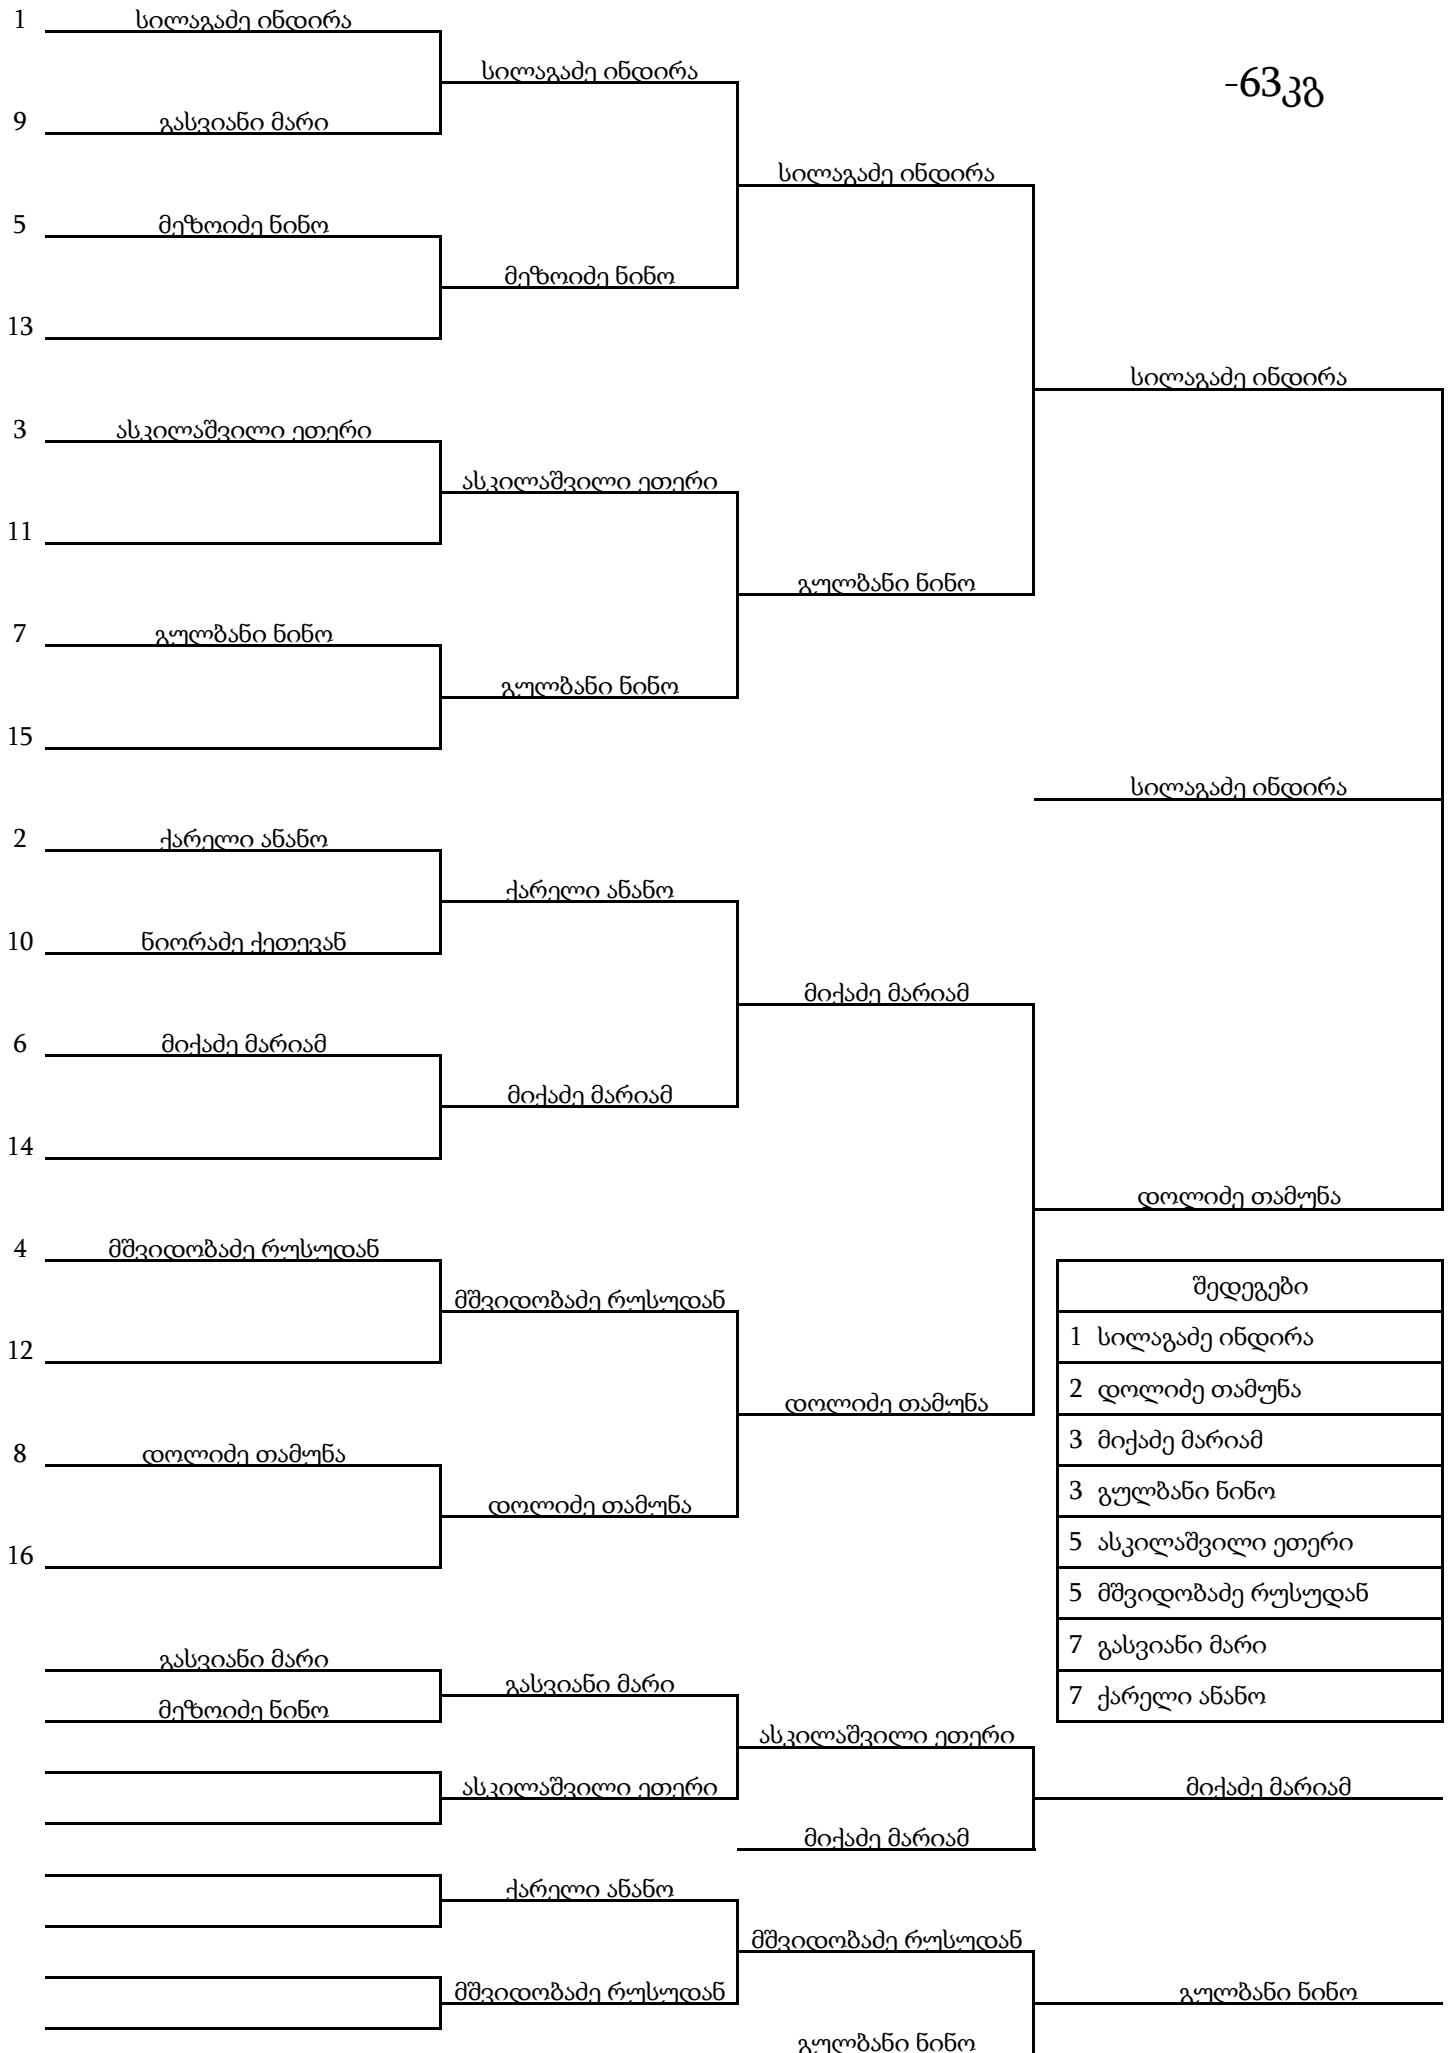 1 სილაგაძე ინდირა
სილაგაძე ინდირა
-63კგ
9 გასვიანი მარი
სილაგაძე ინდირა
5 მეზოიძე ნინო
მეზოიძე ნინო
13
სილაგაძე ინდირა
3 ასკილაშვილი ეთერი
ასკილაშვილი ეთერი
11
გულბანი ნინო
7 გულბანი ნინო
გულბანი ნინო
15
სილაგაძე ინდირა
2 ქარელი ანანო
ქარელი ანანო
10 ნიორაძე ქეთევან
მიქაძე მარიამ
6 მიქაძე მარიამ
მიქაძე მარიამ
14
დოლიძე თამუნა
4 მშვიდობაძე რუსუდან
მშვიდობაძე რუსუდან
12
დოლიძე თამუნა
8 დოლიძე თამუნა
დოლიძე თამუნა
16
შედეგები
1 სილაგაძე ინდირა
2 დოლიძე თამუნა
3 მიქაძე მარიამ
3 გულბანი ნინო
5 ასკილაშვილი ეთერი
5 მშვიდობაძე რუსუდან
7 გასვიანი მარი
7 ქარელი ანანო
გასვიანი მარი
გასვიანი მარი
მეზოიძე ნინო
ასკილაშვილი ეთერი
ასკილაშვილი ეთერი
მიქაძე მარიამ
მიქაძე მარიამ
ქარელი ანანო
მშვიდობაძე რუსუდან
მშვიდობაძე რუსუდან
გულბანი ნინო
გულბანი ნინო